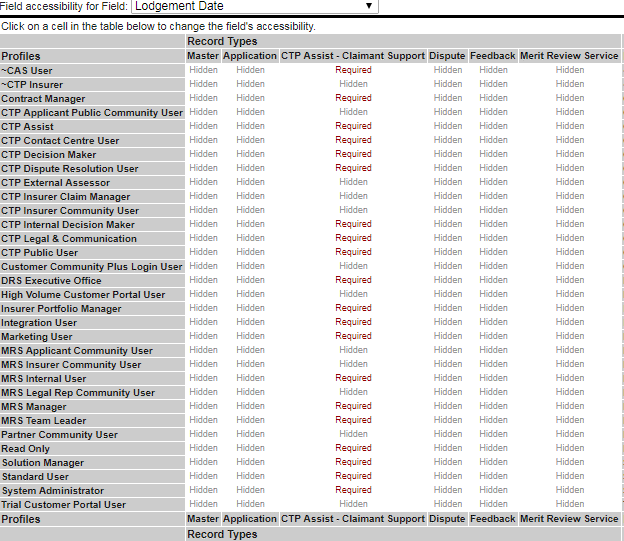 Field accessibility for Field: Lodgement Date
Click on a cell in the table below to change the field's accessibility.
Record Types
Profiles Master Application CTP Assist - Claimant Support Dispute Feedback Merit Review Service
~CAS User Hidden Hidden Required Hidden Hidden Hidden
~CTP Insurer Hidden Hidden Hidden Hidden Hidden Hidden
Contract Manager Hidden Hidden Required Hidden Hidden Hidden
CTP Applicant Public Community User Hidden Hidden Hidden Hidden Hidden Hidden
CTP Assist Hidden Hidden Required Hidden Hidden Hidden
CTP Contact Centre User Hidden Hidden Required Hidden Hidden Hidden
CTP Decision Maker Hidden Hidden Required Hidden Hidden Hidden
CTP Dispute Resolution User Hidden Hidden Required Hidden Hidden Hidden
CTP External Assessor Hidden Hidden Hidden Hidden Hidden Hidden
CTP Insurer Claim Manager Hidden Hidden Hidden Hidden Hidden Hidden
CTP Insurer Community User Hidden Hidden Hidden Hidden Hidden Hidden
CTP Internal Decision Maker Hidden Hidden Required Hidden Hidden Hidden
CTP Legal & Communication Hidden Hidden Required Hidden Hidden Hidden
CTP Public User Hidden Hidden Required Hidden Hidden Hidden
Customer Community Plus Login User Hidden Hidden Hidden Hidden Hidden Hidden
DRS Executive Office Hidden Hidden Required Hidden Hidden Hidden
High Volume Customer Portal User Hidden Hidden Hidden Hidden Hidden Hidden
Insurer Portfolio Manager Hidden Hidden Required Hidden Hidden Hidden
Integration User Hidden Hidden Required Hidden Hidden Hidden
Marketing User Hidden Hidden Required Hidden Hidden Hidden
MRS Applicant Community User Hidden Hidden Hidden Hidden Hidden Hidden
MRS Insurer Community User Hidden Hidden Hidden Hidden Hidden Hidden
MRS Internal User Hidden Hidden Required Hidden Hidden Hidden
MRS Legal Rep Community User Hidden Hidden Hidden Hidden Hidden Hidden
MRS Manager Hidden Hidden Required Hidden Hidden Hidden
MRS Team Leader Hidden Hidden Required Hidden Hidden Hidden
Partner Community User Hidden Hidden Hidden Hidden Hidden Hidden
Read Only Hidden Hidden Required Hidden Hidden Hidden
Solution Manager Hidden Hidden Required Hidden Hidden Hidden
Standard User Hidden Hidden Required Hidden Hidden Hidden
System Administrator Hidden Hidden Required Hidden Hidden Hidden
Trial Customer Portal User Hidden Hidden Hidden Hidden Hidden Hidden
Profiles Master Application CTP Assist - Claimant Support Dispute Feedback Merit Review Service
Record Types